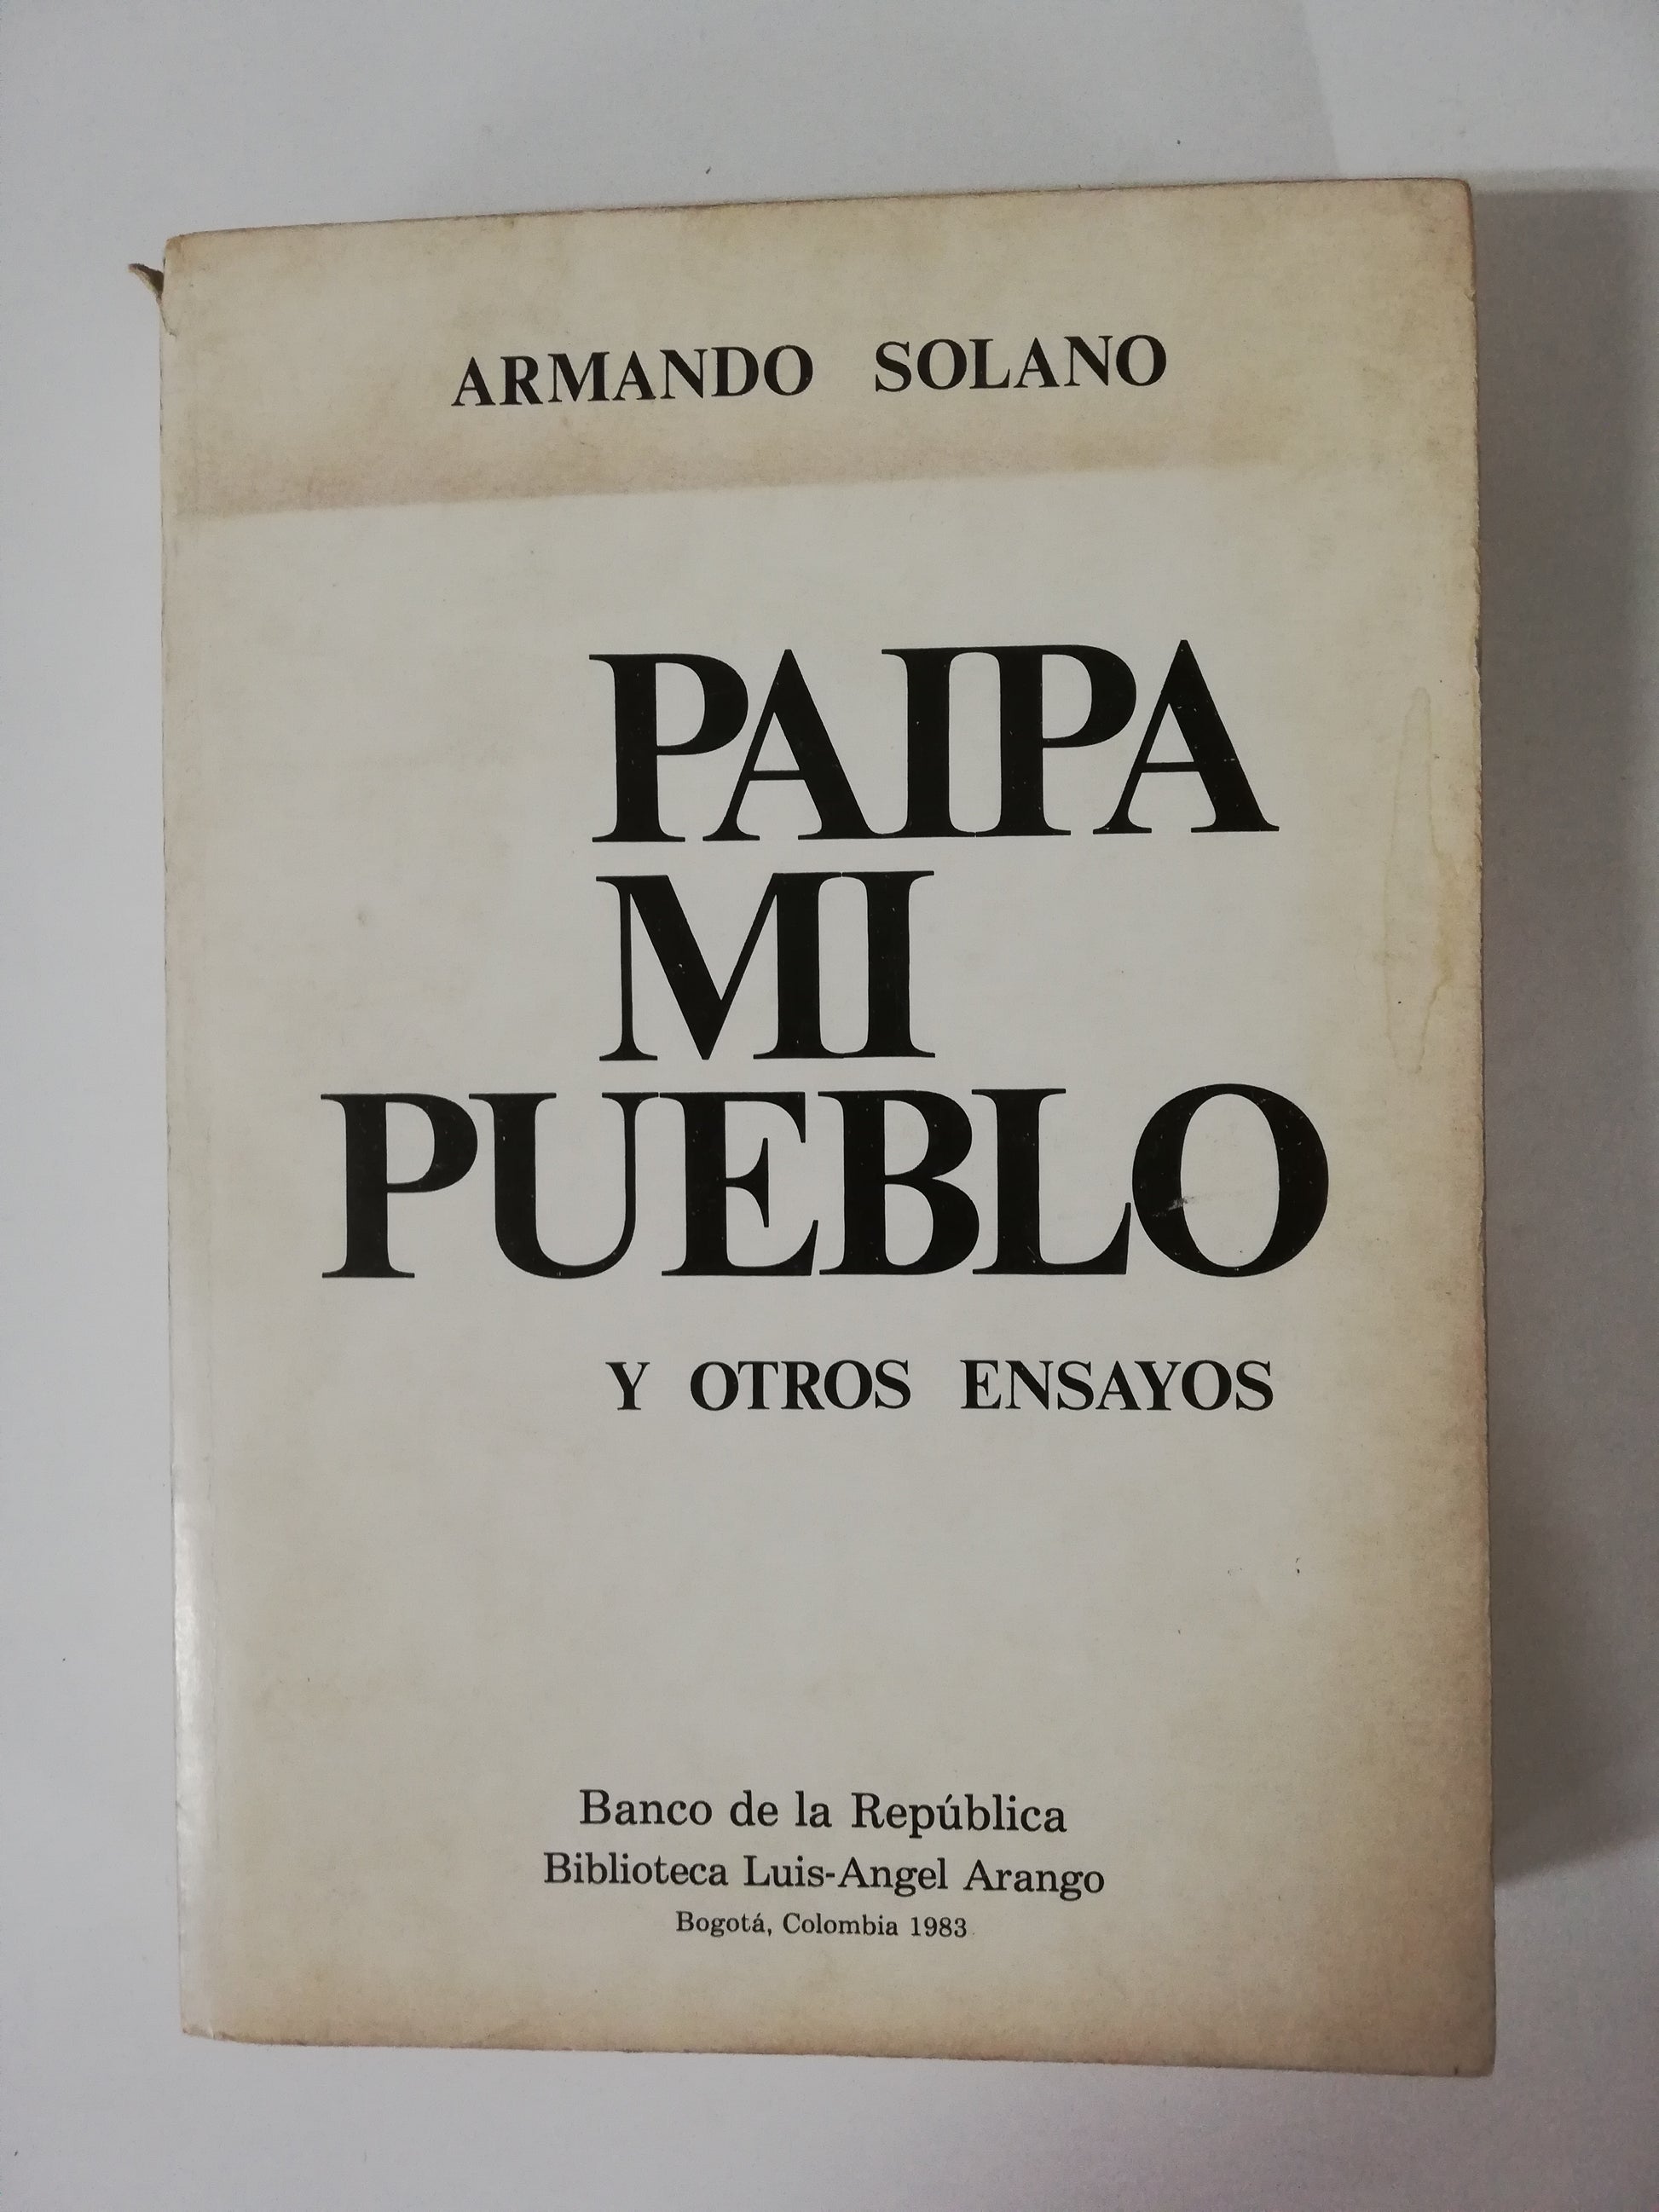 ARMANDO SOLANO
PAIPA
MI
PUEBLO
Y OTROS ENSAYOS
Banco de la República
Biblioteca Luis-Angel Arango
Bogotá, Colombia 1983